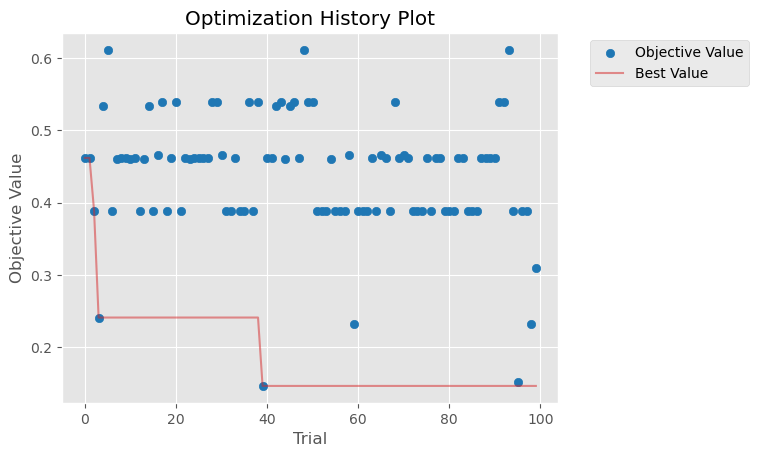 Optimization History Plot
Objective Value
Best Value
Objective Value
0.6
0.5
0.4
0.3
0.2
0 20 40 60 80 100
Trial